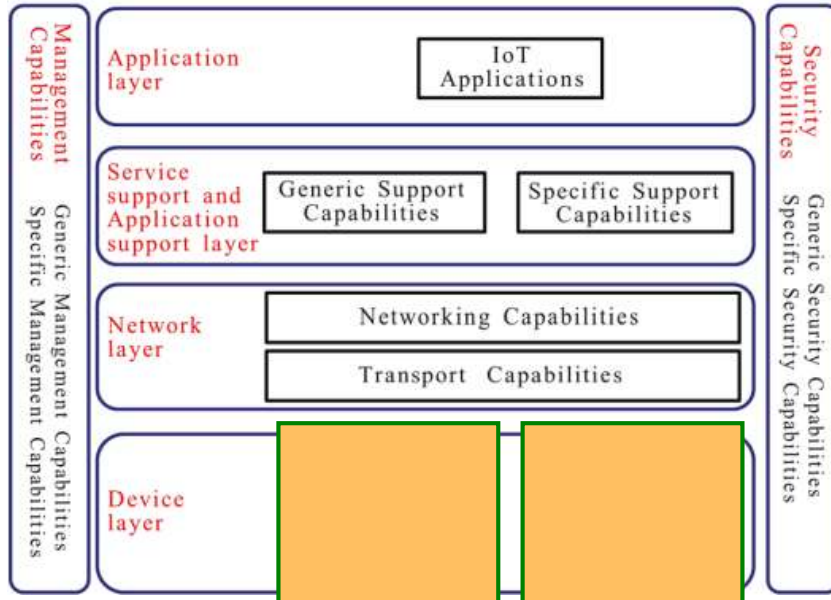 Management
Capabilities
Generic Management Capabilities
Specific Management Capabilities
Application
layer
IoT
Applications
Service
support and
Application
support layer
Generic Support
Capabilities
Specific Support
Capabilities
Network
layer
Networking Capabilities
Transport Capabilities
Device
layer
Security
Capabilities
Generic Security Capabilities
Specific Security Capabilities